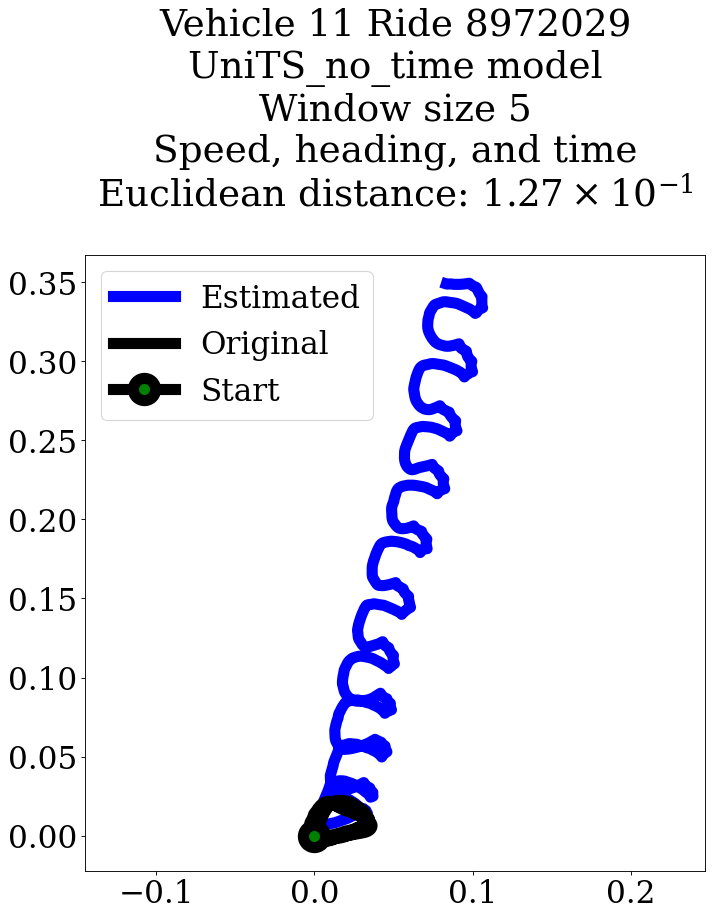 Vehicle 11 Ride 8972029
UniTS_no_time model
Window size 5
Speed, heading, and time
Euclidean distance: 1.27 × 10⁻¹
0.35
0.30
0.25
0.20
0.15
0.10
0.05
0.00
Estimated
Original
Start
−0.1 0.0 0.1 0.2